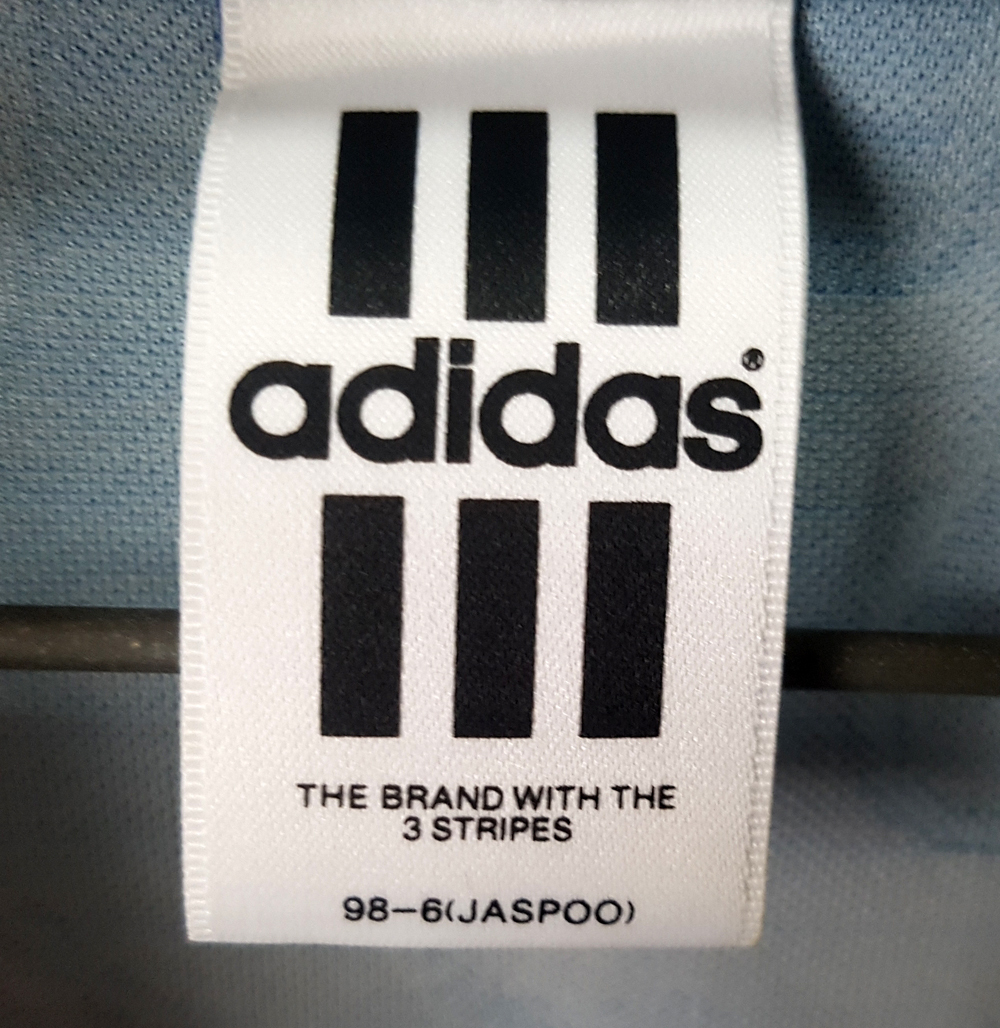 adidas®
THE BRAND WITH THE
3 STRIPES
98-6(JASPOO)